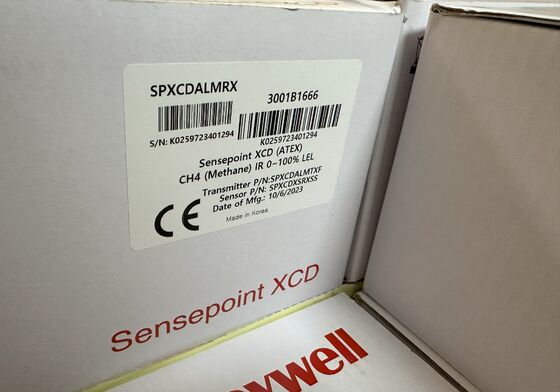 SPXCDALMRX
3001B1666
S/N: K0259723401294
K0259723401294
Sensepoint XCD (ATEX)
CH4 (Methane) IR 0~100% LEL
Transmitter P/N:SPXCDALMTXF
Sensor P/N: SPXCDXSRXSS
Date of Mfg.: 10/6/2023
CE
Made in Korea
Sensepoint XCD